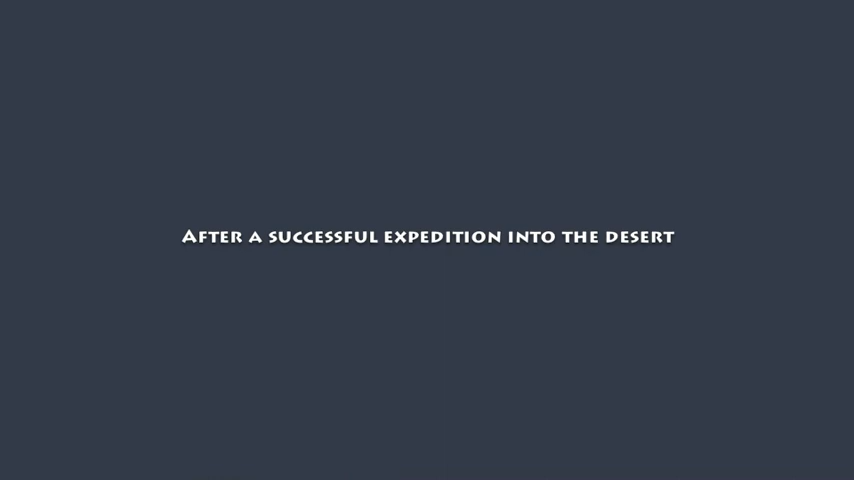 After a successful expedition into the desert